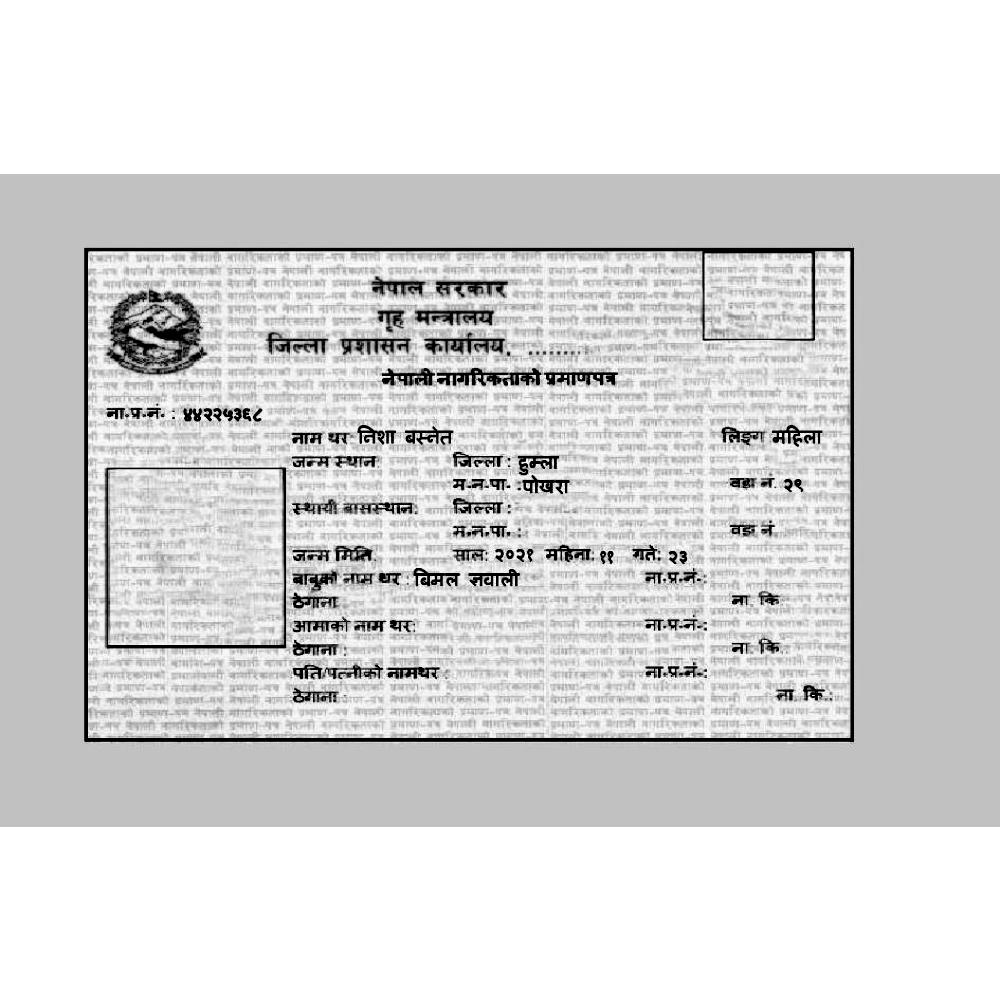 नेपाल सरकार
गृह मन्त्रालय
जिल्ला प्रशासन कार्यालय, .........
नेपाली नागरिकताको प्रमाणपत्र
ना.प्र.नं. : ४४२२५३६८
नाम थर निशा बस्नेत लिङ्ग महिला
जन्म स्थान: जिल्ला : हुम्ला
म.न.पा. :पोखरा वडा नं. २९
स्थायी बासस्थान: जिल्ला :
म.न.पा. : वडा नं.
जन्म मिति: साल: २०२१ महिना: ११ गते: २३
बाबुको नाम थर : बिमल ज्ञवाली ना.प्र.नं.:
ठेगाना: ना. कि.
आमाको नाम थर: ना.प्र.नं.:
ठेगाना : ना. कि.:
पति/पत्नीको नामथर : ना.प्र.नं.:
ठेगाना: ना. कि.: